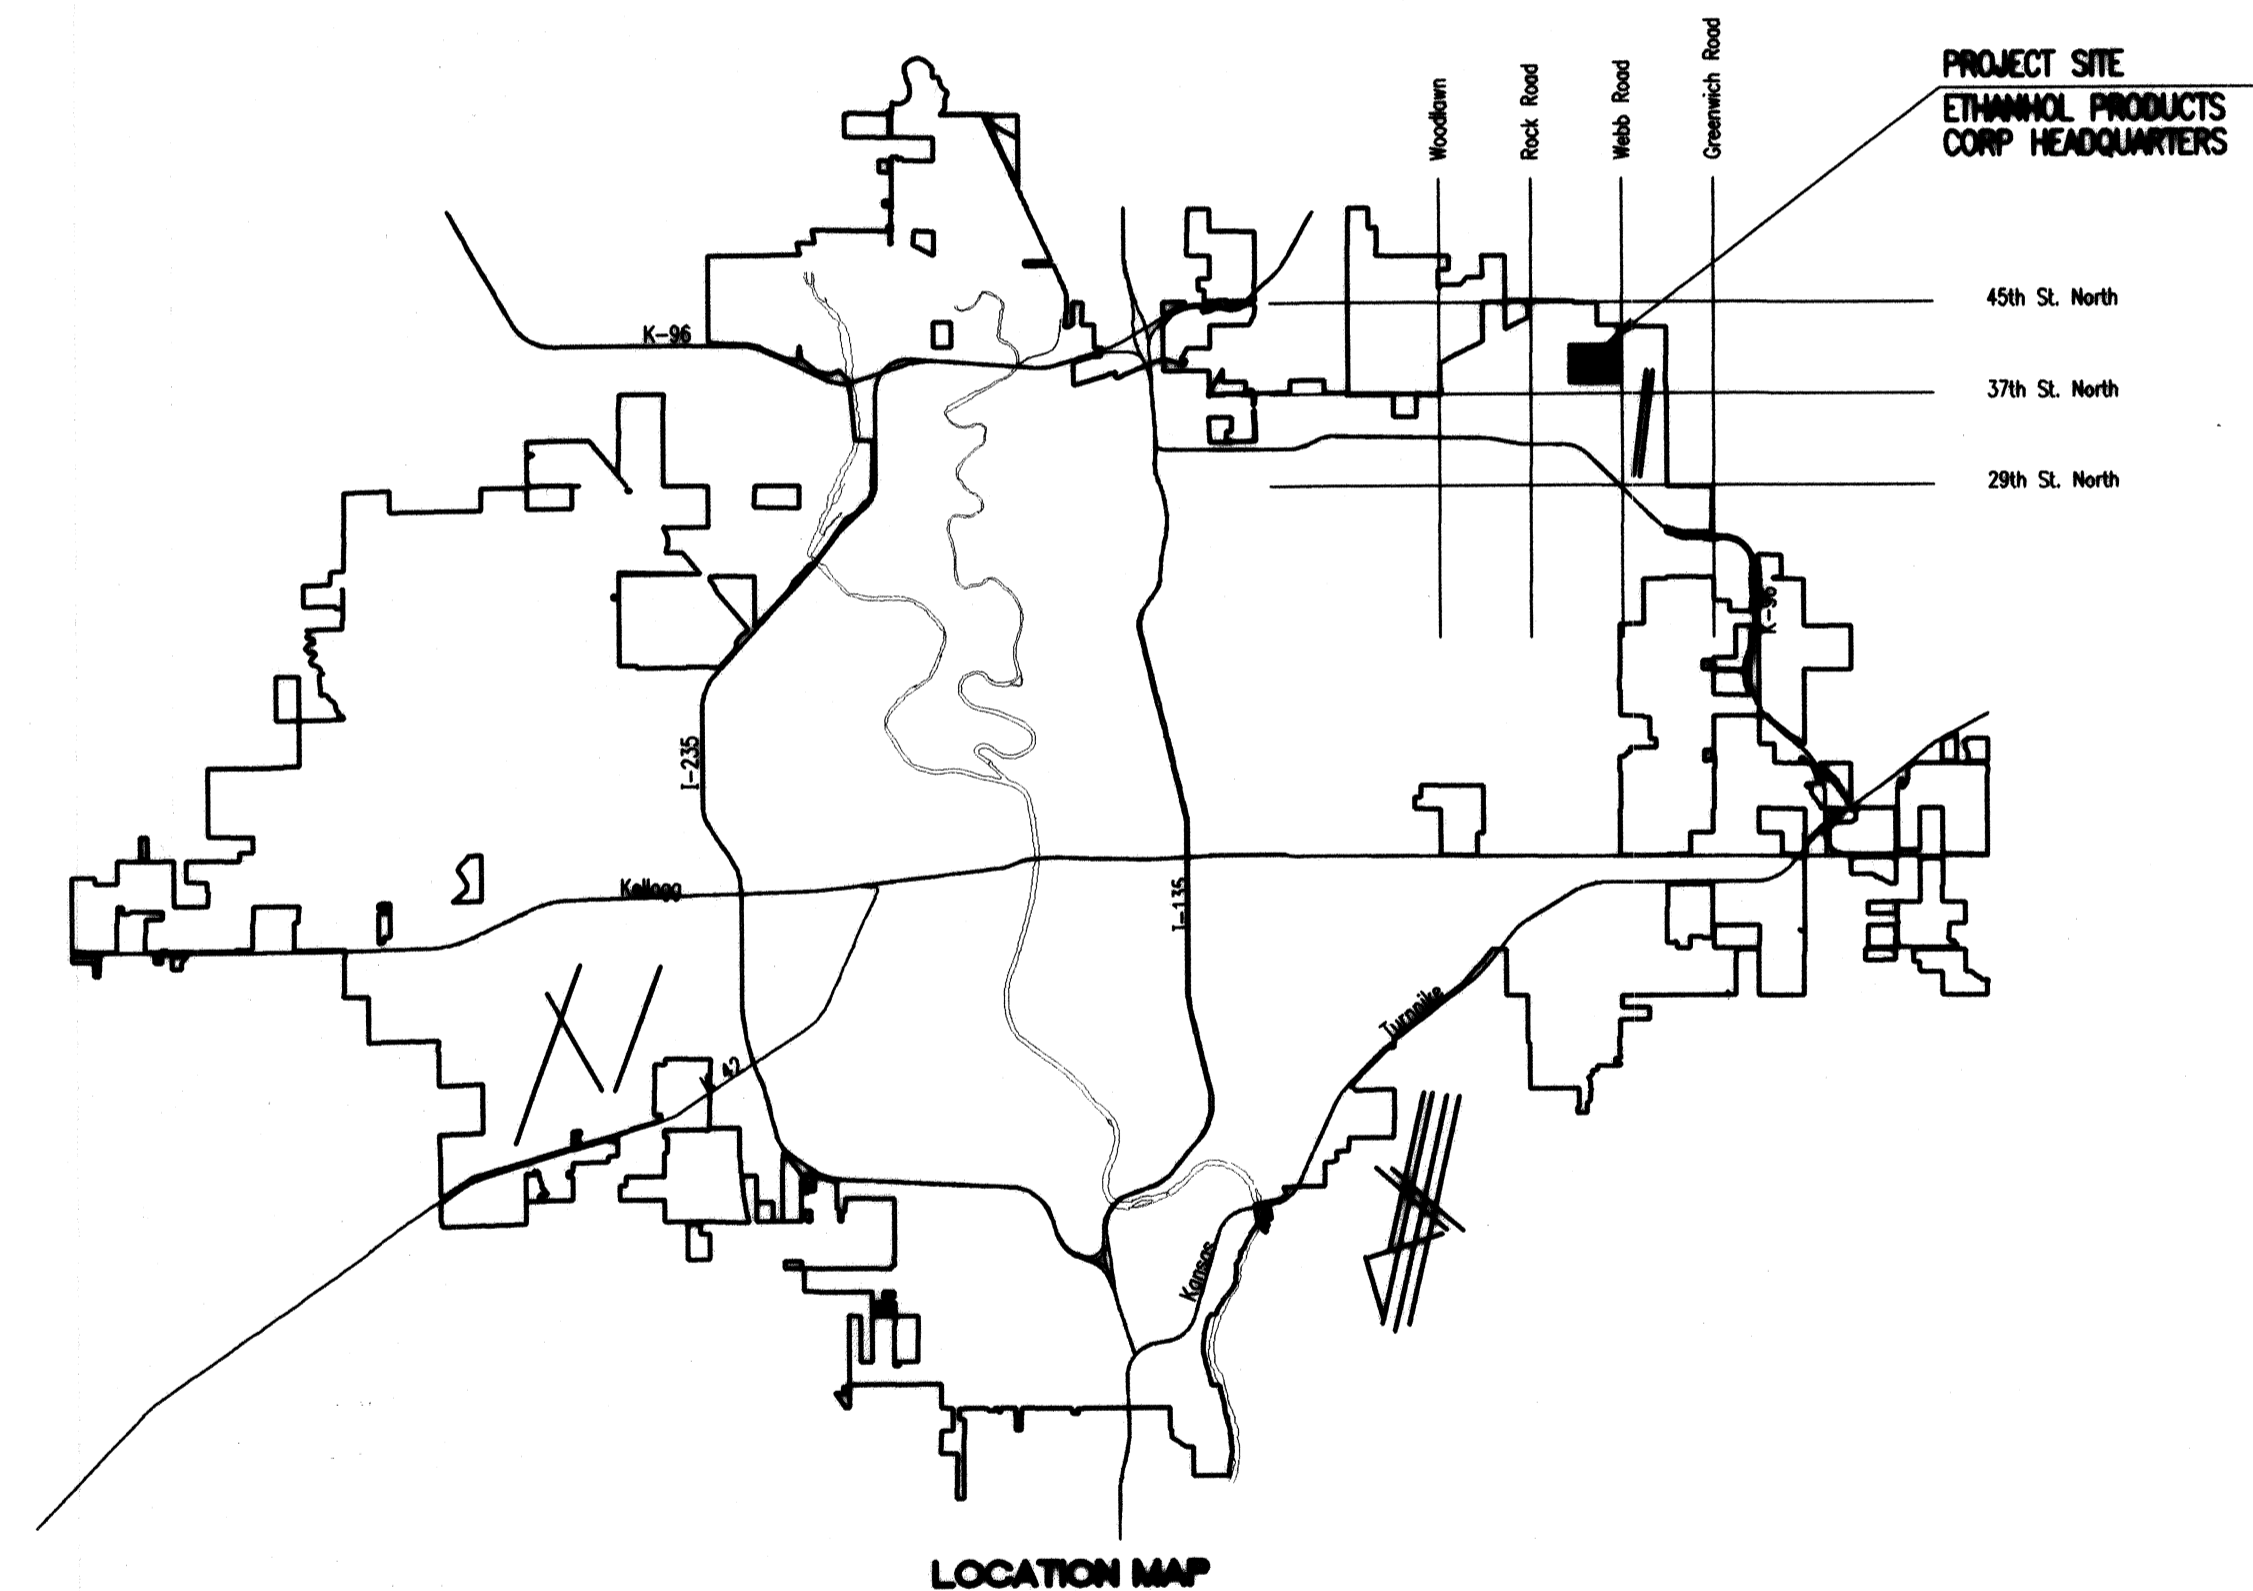 PROJECT SITE
ETHANHOL PRODUCTS
CORP HEADQUARTERS
Woodlawn
Rock Road
Webb Road
Greenwich Road
45th St. North
K-96
37th St. North
29th St. North
K-96
I-235
Kellogg
I-135
Turnpike
K 42
Kansas
LOCATION MAP